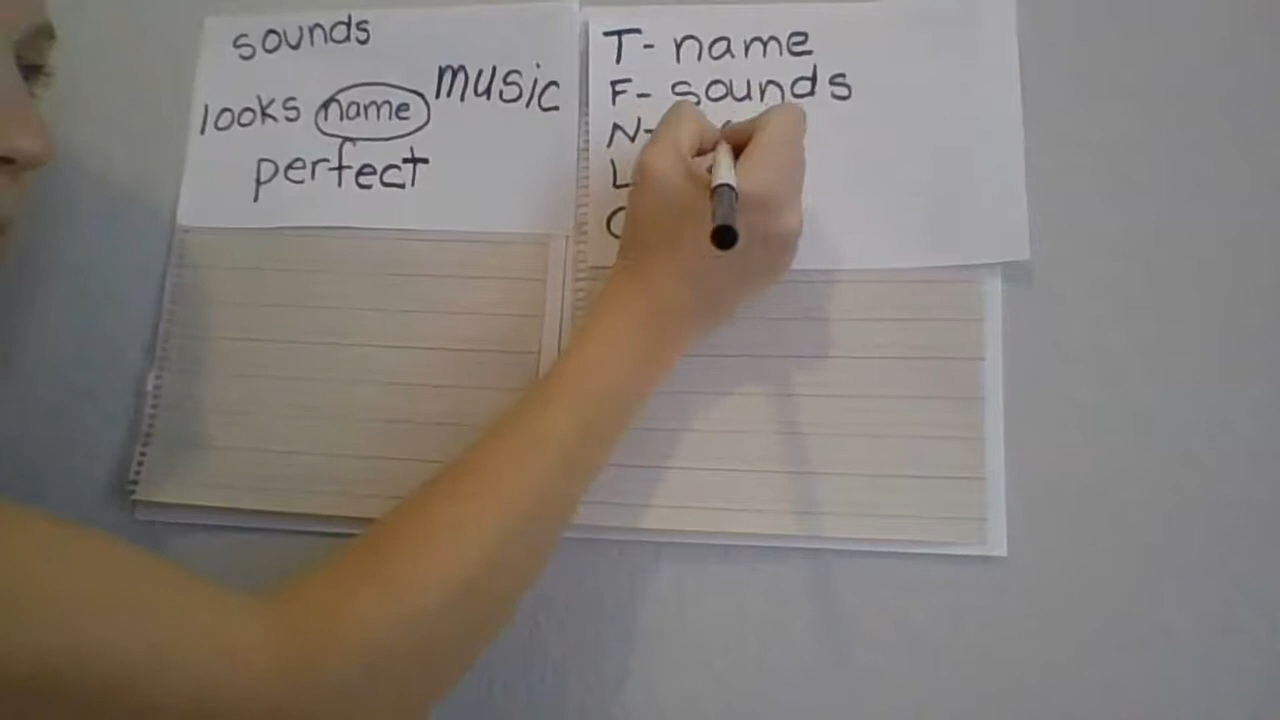 sounds
looks name music
perfect
T- name
F- sounds
N-
L